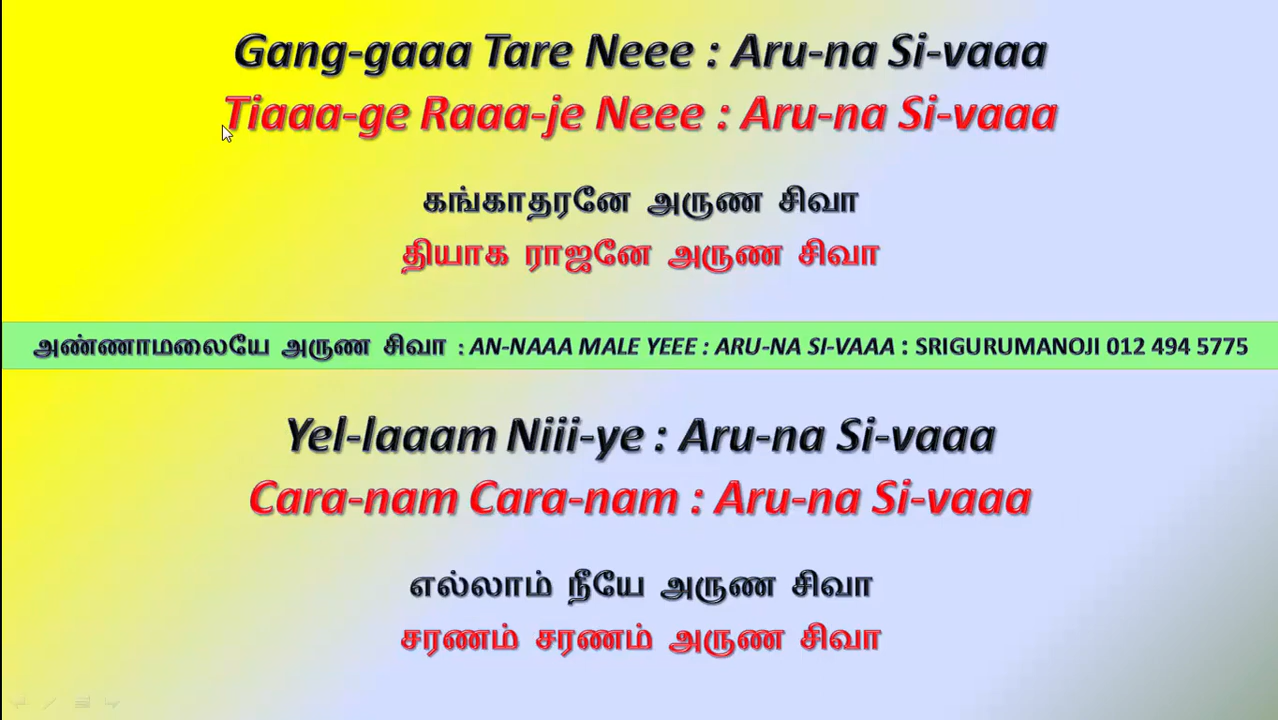 Gang-gaaa Tare Neee : Aru-na Si-vaaa
Tiaaa-ge Raaa-je Neee : Aru-na Si-vaaa
கங்காதரனே அருண சிவா
தியாக ராஜனே அருண சிவா
அண்ணாமலையே அருண சிவா : AN-NAAA MALE YEEE : ARU-NA SI-VAAA : SRIGURUMANOJI 012 494 5775
Yel-laaam Niii-ye : Aru-na Si-vaaa
Cara-nam Cara-nam : Aru-na Si-vaaa
எல்லாம் நீயே அருண சிவா
சரணம் சரணம் அருண சிவா